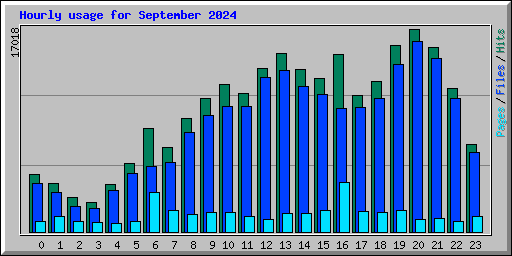 Hourly usage for September 2024
17018
Pages / Files / Hits
0 1 2 3 4 5 6 7 8 9 10 11 12 13 14 15 16 17 18 19 20 21 22 23